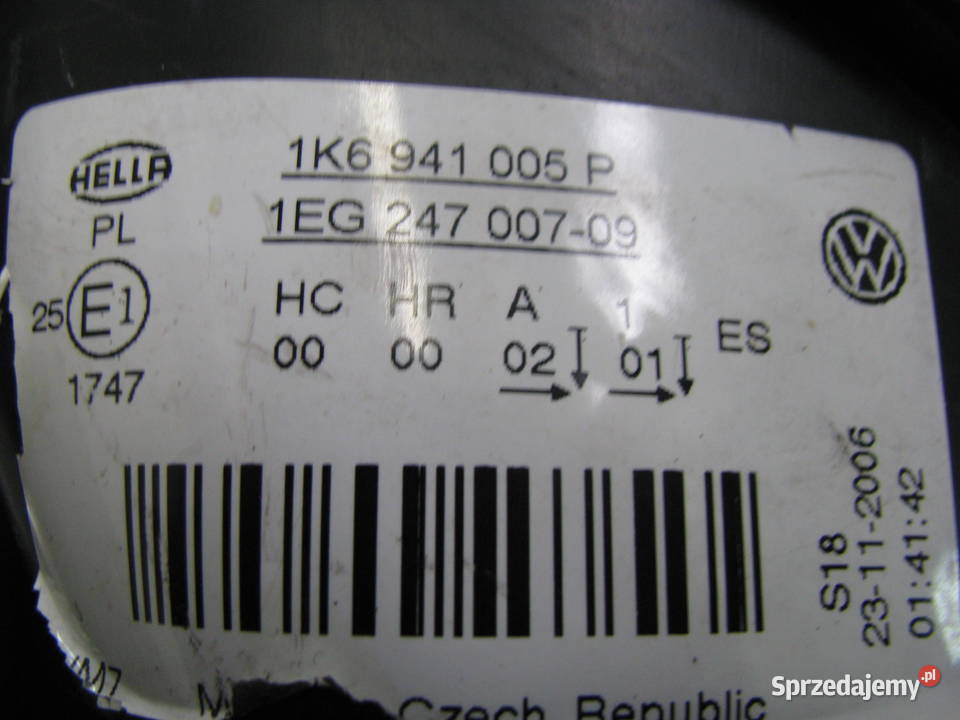 HELLA
1K6 941 005 P
1EG 247 007-09
PL
25 E1
1747
HC HR A 1
00 00 02 01 ES
S18
23-11-2006
01:41:42
Czech Republic
Sprzedajemy.pl